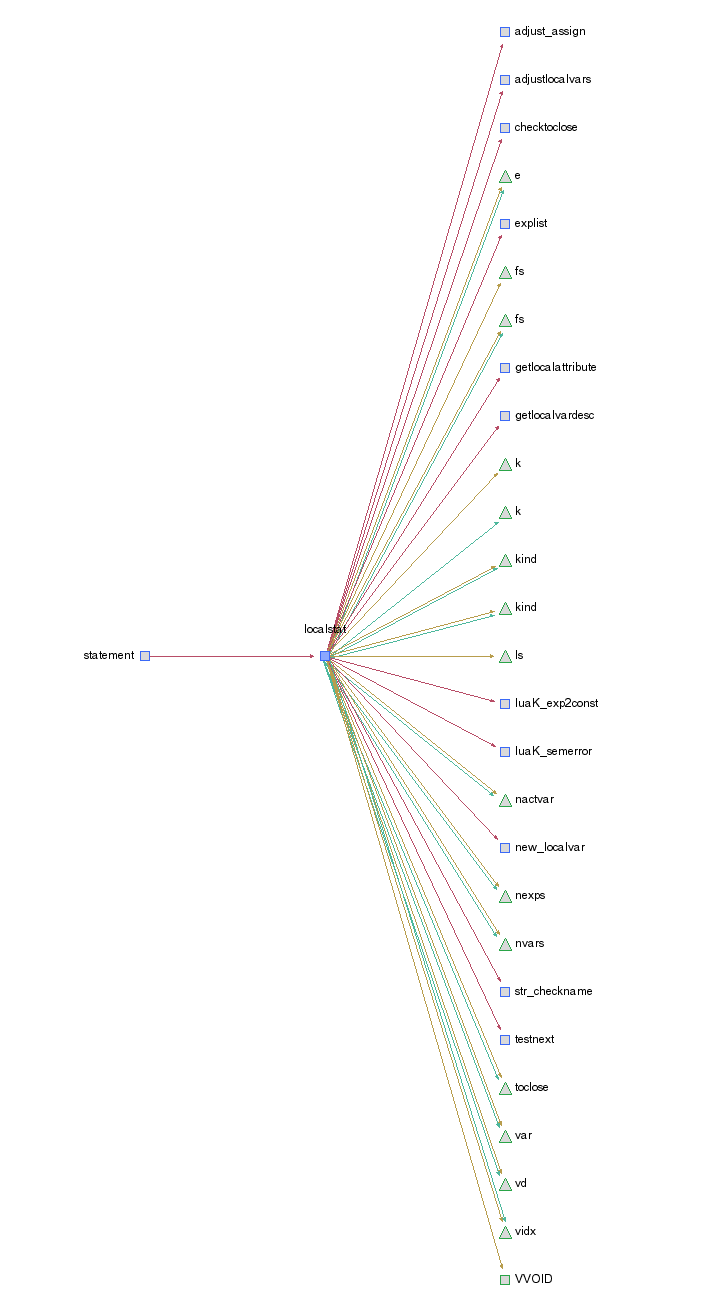 adjust_assign
adjustlocalvars
checktoclose
e
explist
fs
fs
getlocalattribute
getlocalvardesc
k
k
kind
kind
localstat
statement
ls
luaK_exp2const
luaK_semerror
nactvar
new_localvar
nexps
nvars
str_checkname
testnext
toclose
var
vd
vidx
VVOID